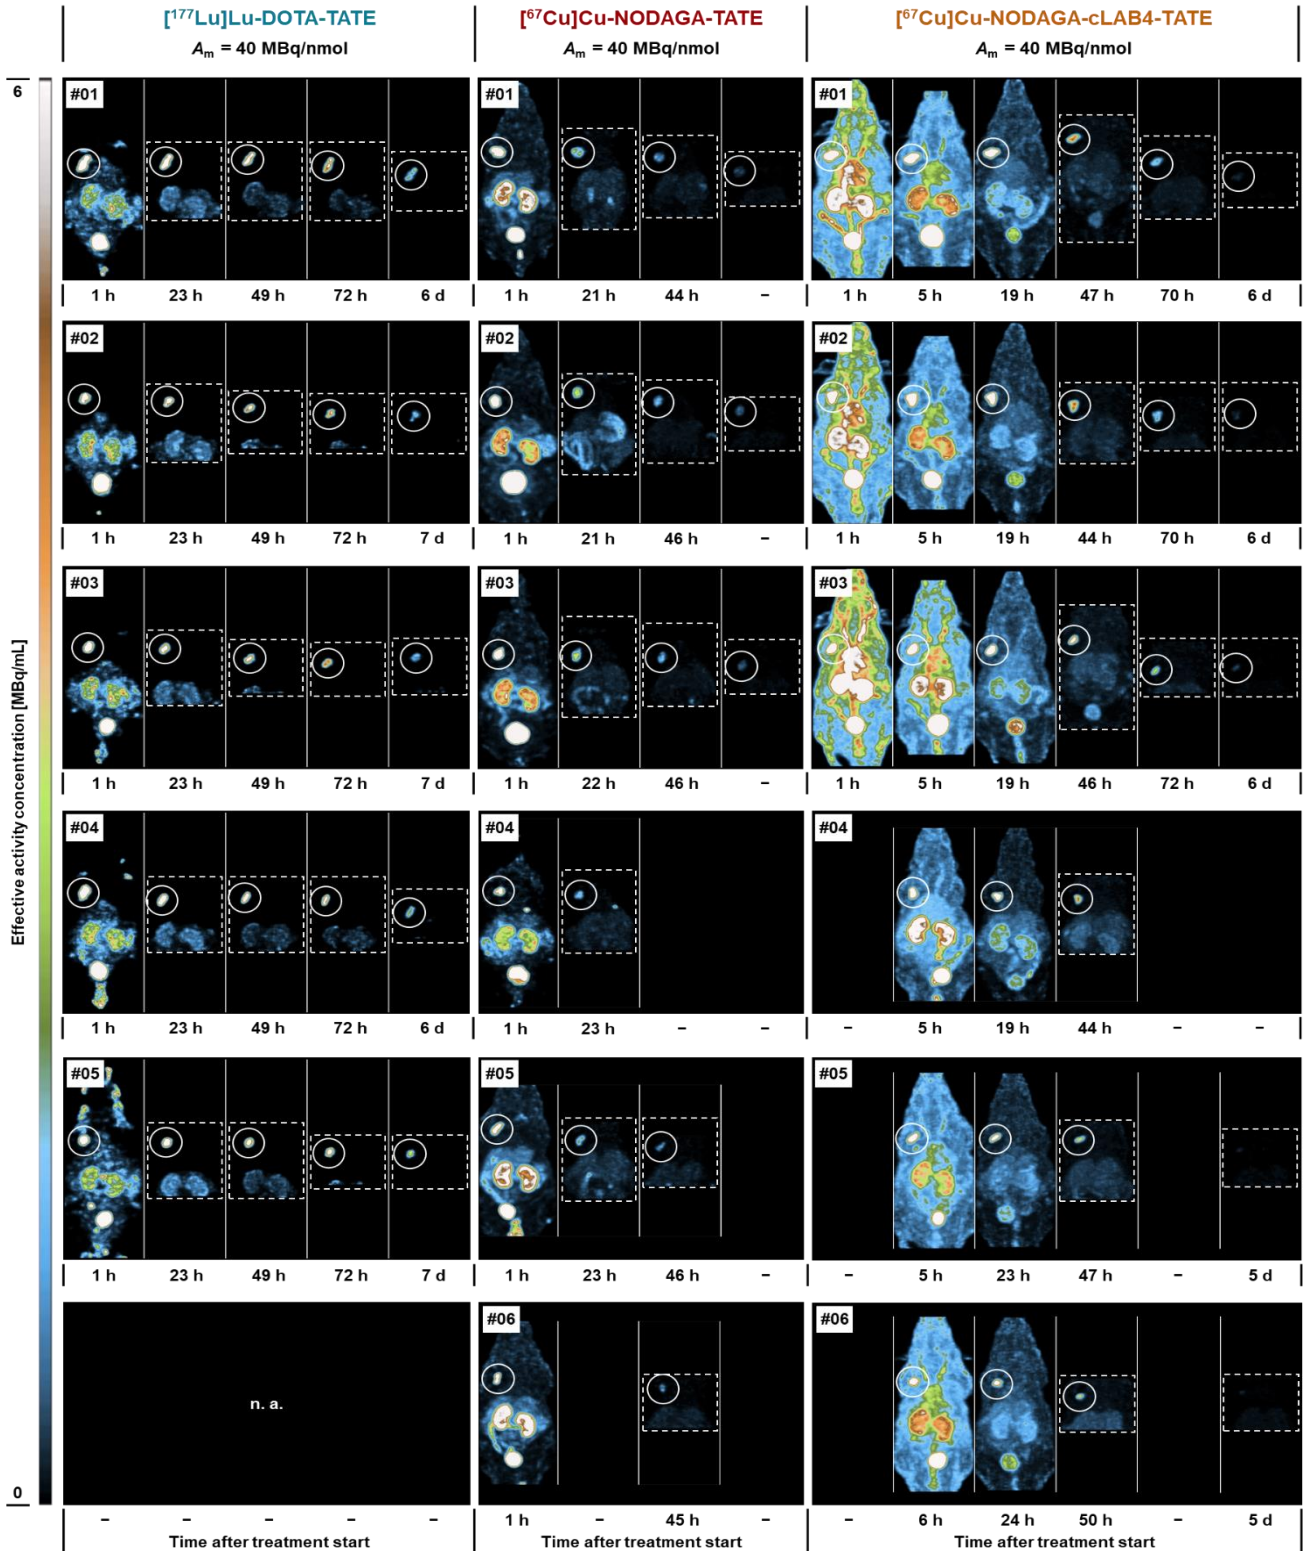 [¹⁷⁷Lu]Lu-DOTA-TATE [⁶⁷Cu]Cu-NODAGA-TATE [⁶⁷Cu]Cu-NODAGA-cLAB4-TATE
Aₘ = 40 MBq/nmol Aₘ = 40 MBq/nmol Aₘ = 40 MBq/nmol
6
Effective activity concentration [MBq/mL]
0
#01 #01 #01
1 h 23 h 49 h 72 h 6 d 1 h 21 h 44 h – 1 h 5 h 19 h 47 h 70 h 6 d
#02 #02 #02
1 h 23 h 49 h 72 h 7 d 1 h 21 h 46 h – 1 h 5 h 19 h 44 h 70 h 6 d
#03 #03 #03
1 h 23 h 49 h 72 h 7 d 1 h 22 h 46 h – 1 h 5 h 19 h 46 h 72 h 6 d
#04 #04 #04
1 h 23 h 49 h 72 h 6 d 1 h 23 h – – – 5 h 19 h 44 h – –
#05 #05 #05
1 h 23 h 49 h 72 h 7 d 1 h 23 h 46 h – – 5 h 23 h 47 h – 5 d
n. a. #06 #06
– – – – – 1 h – 45 h – – 6 h 24 h 50 h – 5 d
Time after treatment start Time after treatment start Time after treatment start